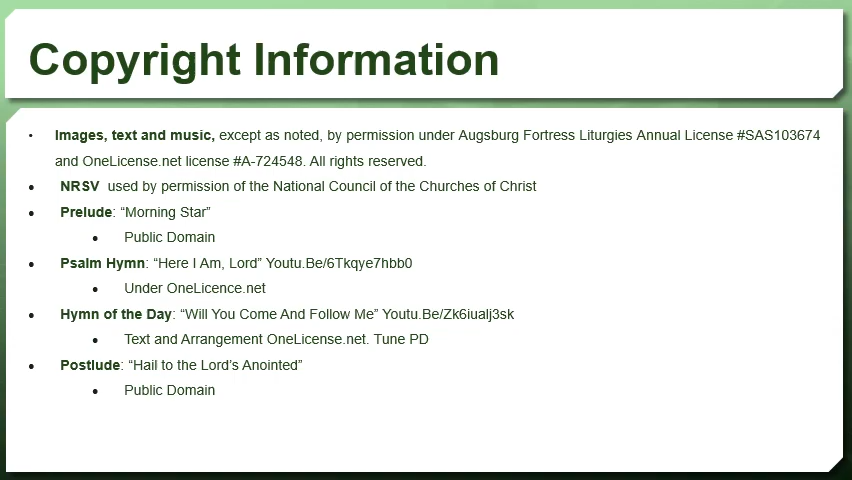 Copyright Information
• Images, text and music, except as noted, by permission under Augsburg Fortress Liturgies Annual License #SAS103674
and OneLicense.net license #A-724548. All rights reserved.
• NRSV used by permission of the National Council of the Churches of Christ
• Prelude: “Morning Star”
• Public Domain
• Psalm Hymn: “Here I Am, Lord” Youtu.Be/6Tkqye7hbb0
• Under OneLicence.net
• Hymn of the Day: “Will You Come And Follow Me” Youtu.Be/Zk6iualj3sk
• Text and Arrangement OneLicense.net. Tune PD
• Postlude: “Hail to the Lord’s Anointed”
• Public Domain